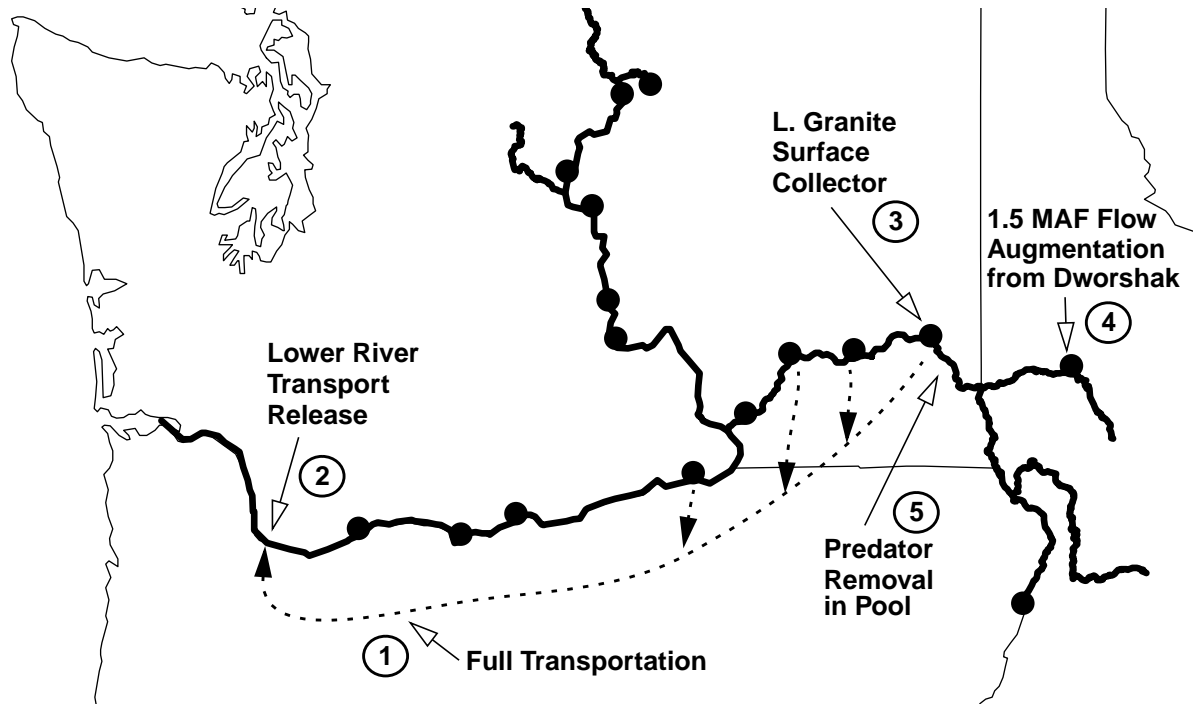 L. Granite
Surface
Collector
3
1.5 MAF Flow
Augmentation
from Dworshak
4
Lower River
Transport
Release
2
5
Predator
Removal
in Pool
1
Full Transportation